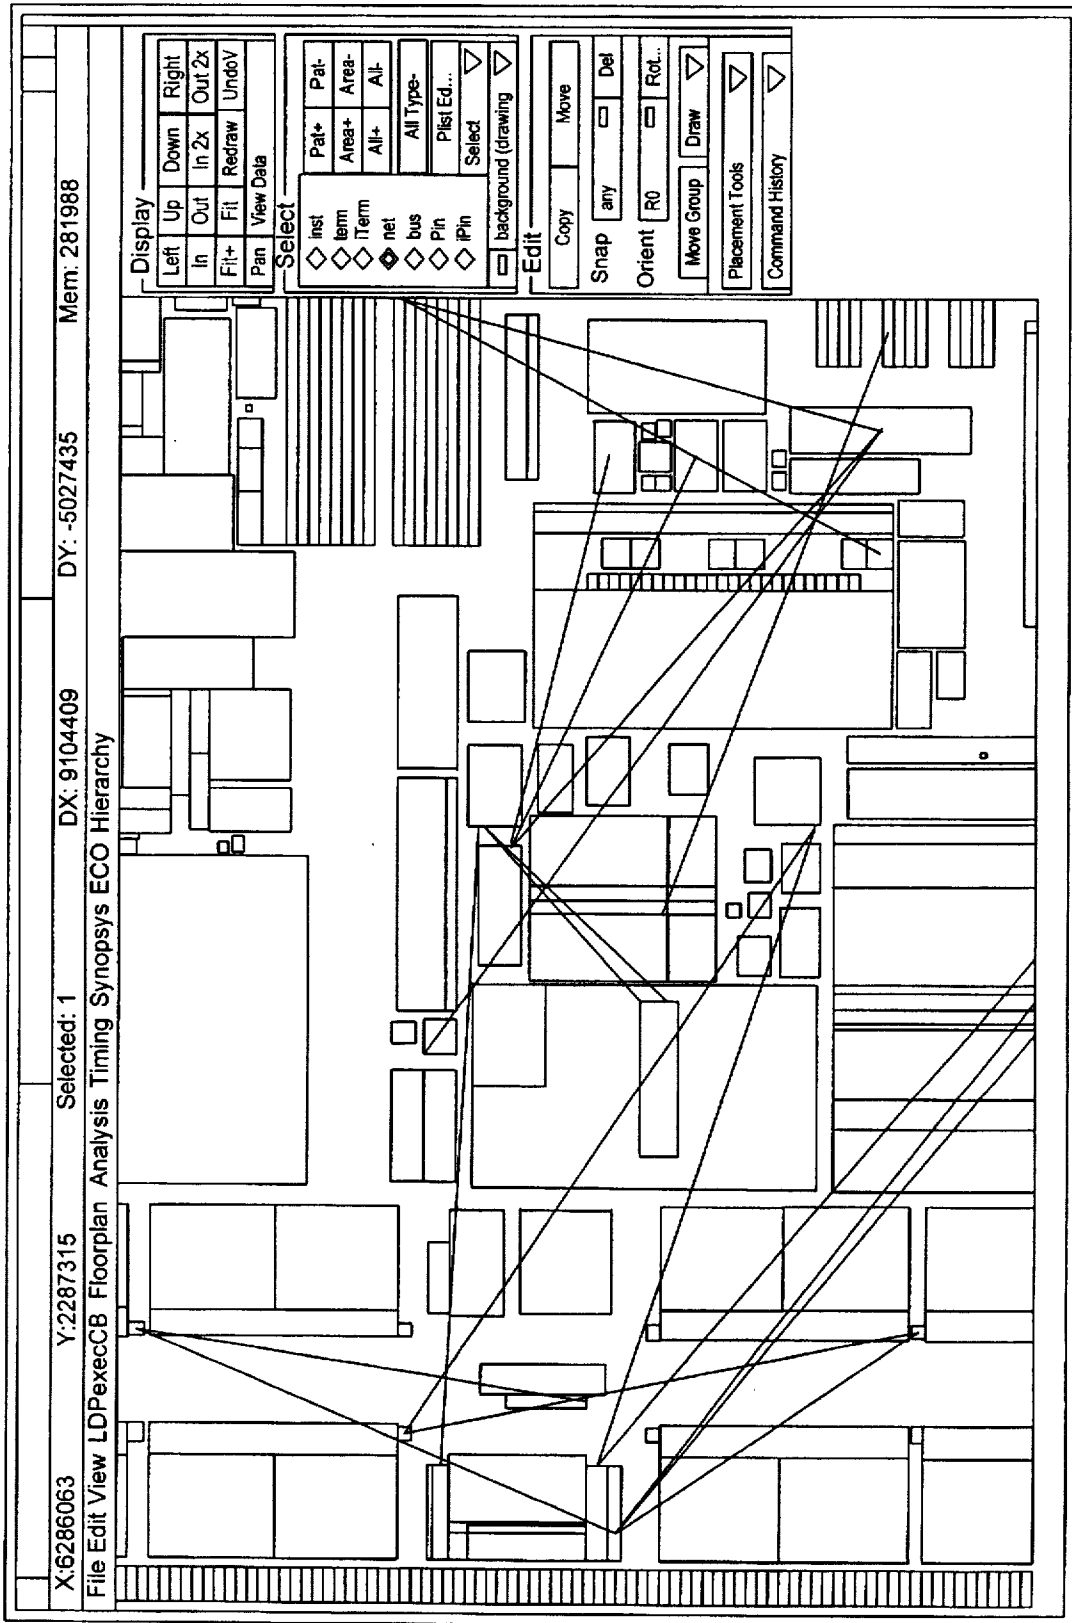 X:6286063 Y:2287315 Selected: 1 DX: 9104409 DY: -5027435 Mem: 281988
File Edit View LDPexecCB Floorplan Analysis Timing Synopsys ECO Hierarchy
Display
Left Up Down Right
In Out In 2x Out 2x
Fit+ Fit Redraw UndoV
Pan View Data
Select
inst
term
iTerm
net
bus
Pin
iPin
Pat+ Pat-
Area+ Area-
All+ All-
All Type-
Plist Ed...
Select
background (drawing
Edit
Copy Move
Snap any Del
Orient R0 Rot...
Move Group Draw
Placement Tools
Command History